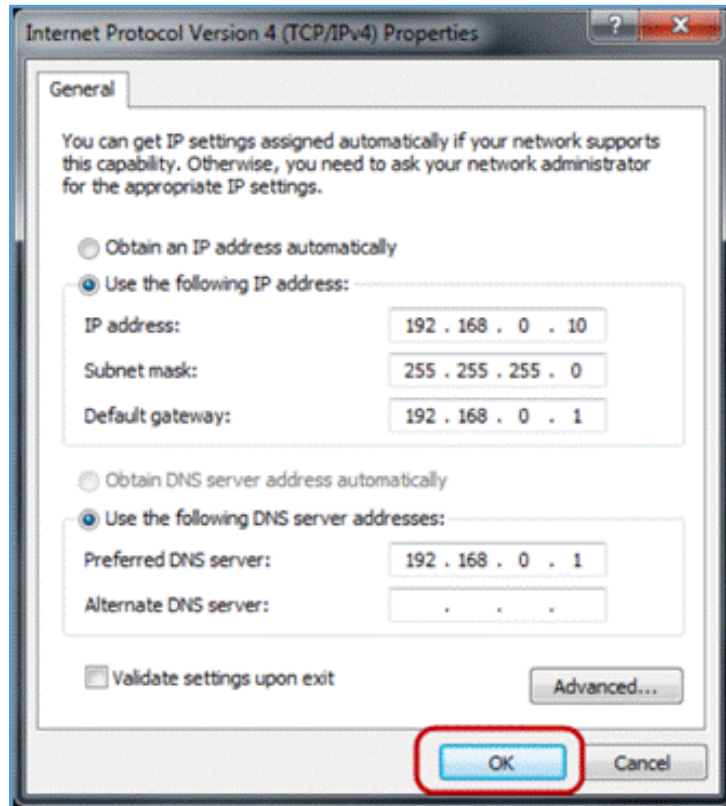 Internet Protocol Version 4 (TCP/IPv4) Properties
?
General
You can get IP settings assigned automatically if your network supports
this capability. Otherwise, you need to ask your network administrator
for the appropriate IP settings.
Obtain an IP address automatically
Use the following IP address:
IP address: 192 . 168 . 0 . 10
Subnet mask: 255 . 255 . 255 . 0
Default gateway: 192 . 168 . 0 . 1
Obtain DNS server address automatically
Use the following DNS server addresses:
Preferred DNS server: 192 . 168 . 0 . 1
Alternate DNS server: . . .
Validate settings upon exit
Advanced...
OK Cancel